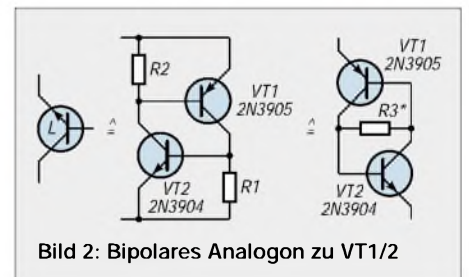 L
≙
R2
VT1
2N3905
VT2
2N3904
R1
≙
VT1
2N3905
R3*
VT2
2N3904
Bild 2: Bipolares Analogon zu VT1/2